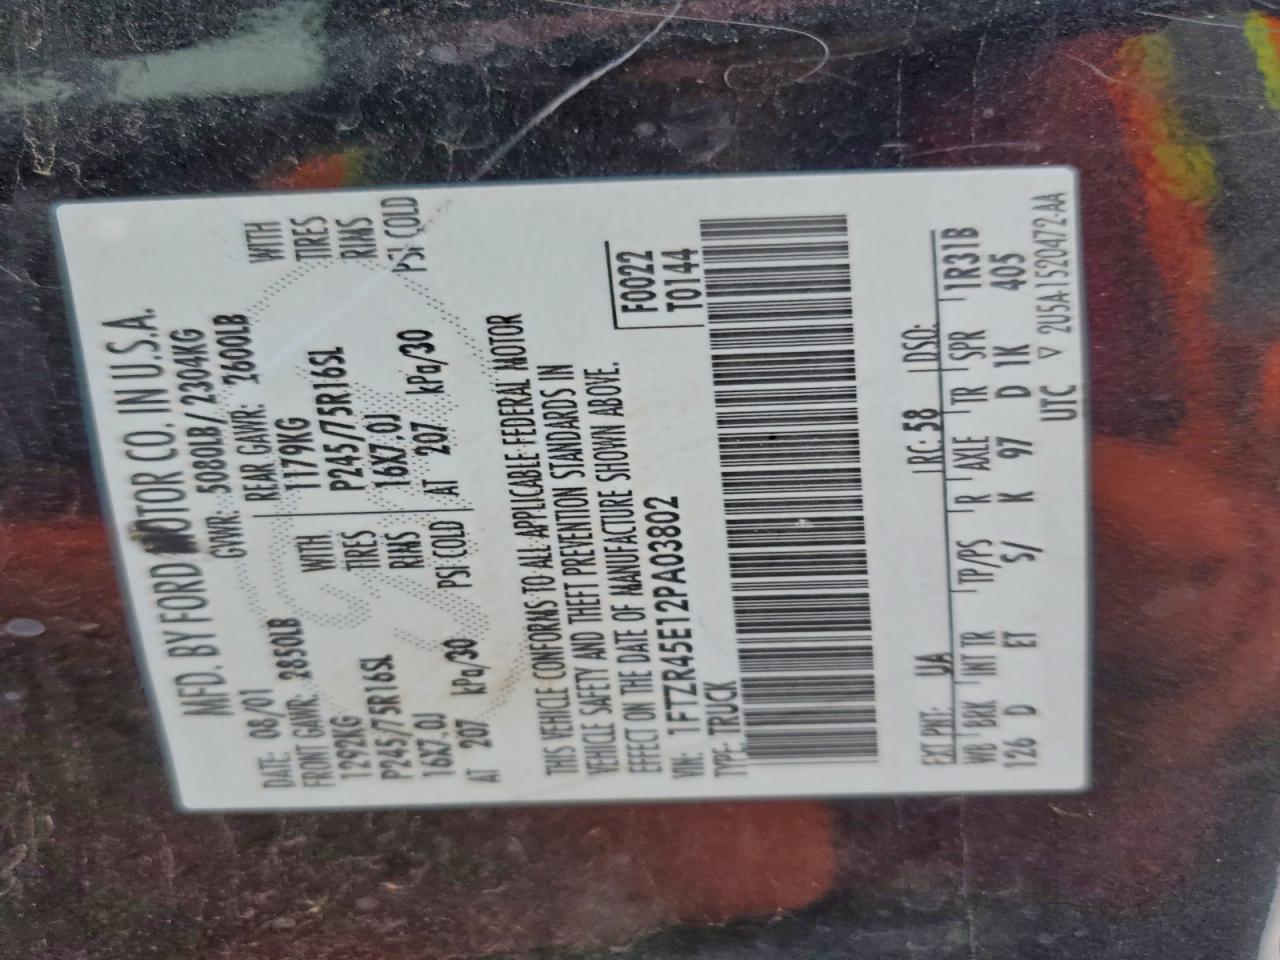 MFD. BY FORD MOTOR CO. IN U.S.A.
DATE: 08/01 GVWR: 5080LB/ 2304KG
FRONT GAWR: 2850LB REAR GAWR: 2600LB
1292KG WITH 1179KG WITH
P245/75R16SL TIRES P245/75R16SL TIRES
16X7.0J RIMS 16X7.0J RIMS
AT 207 kPa/30 PSI COLD AT 207 kPa/30 PSI COLD
THIS VEHICLE CONFORMS TO ALL APPLICABLE FEDERAL MOTOR
VEHICLE SAFETY AND THEFT PREVENTION STANDARDS IN
EFFECT ON THE DATE OF MANUFACTURE SHOWN ABOVE.
VIN: 1FTZR45E12PA03802 F0022
TYPE: TRUCK T0144
EXT PNT: UA RC: 58 DSO:
WB BRK INT TR TP/PS R AXLE TR SPR 1R31B
126 D ET S/ K 97 D 1K 405
UTC ▽ 2U5A-1520472-AA